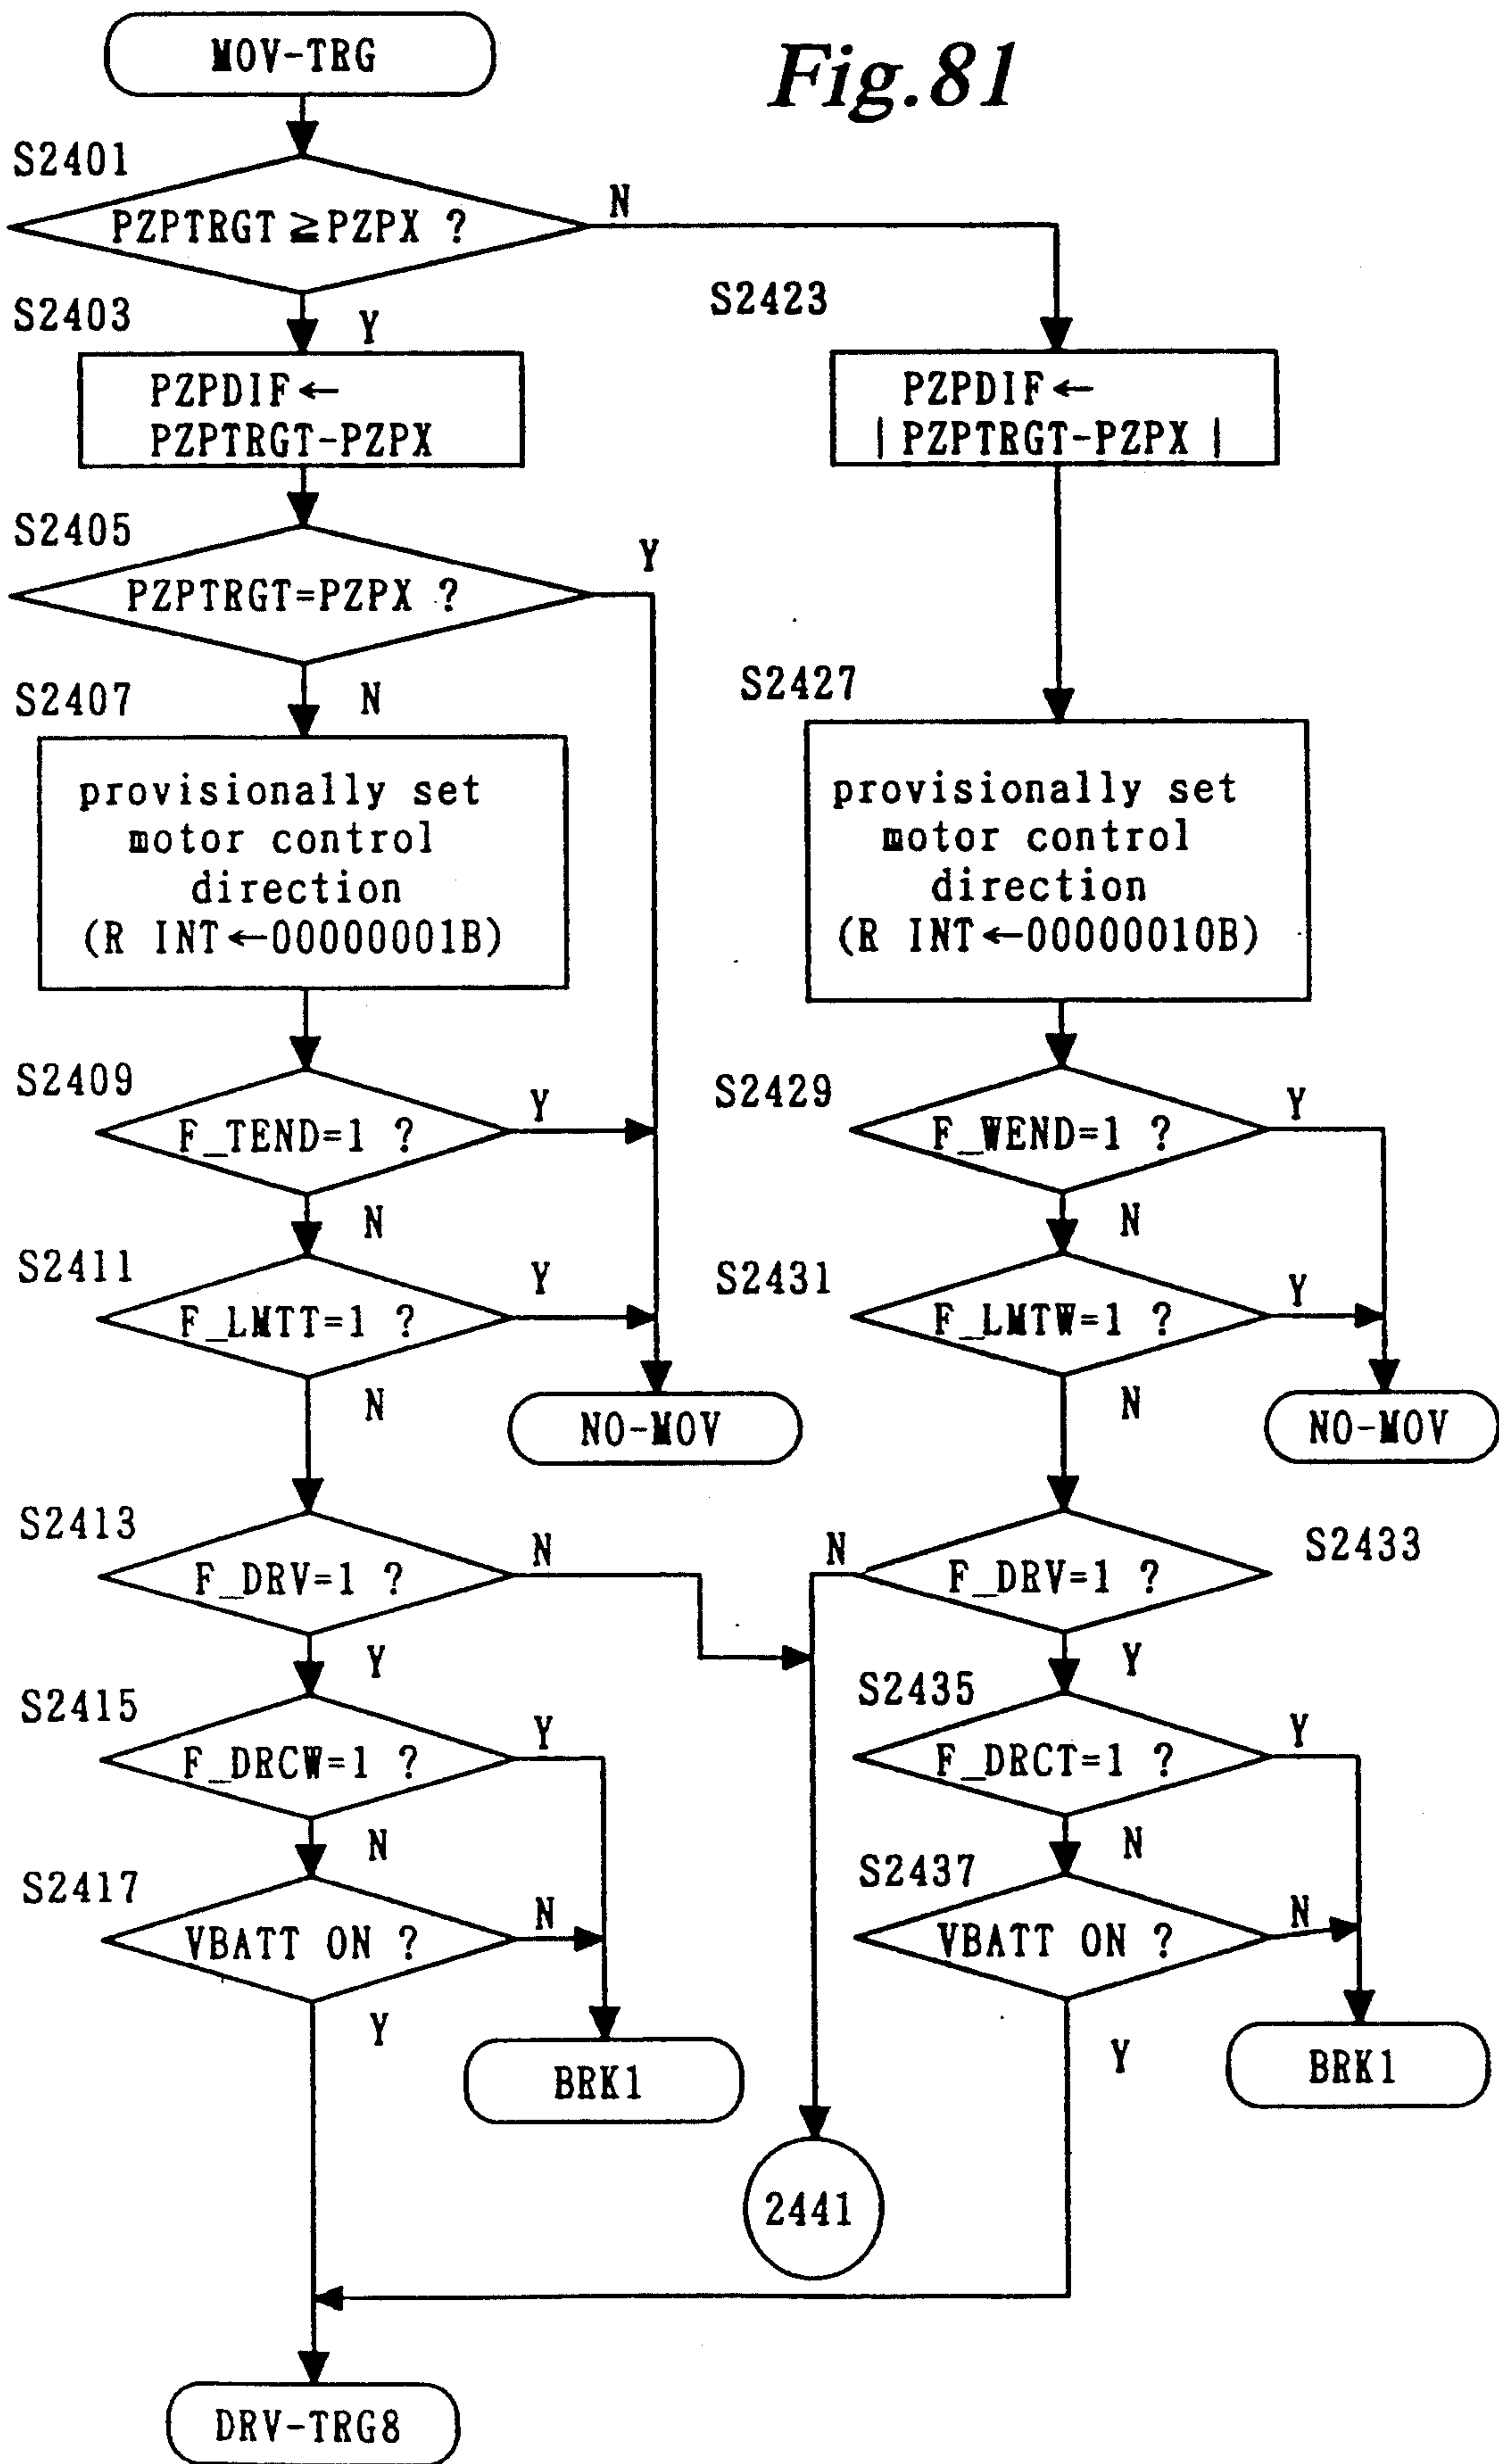 Fig.81
MOV-TRG
S2401
PZPTRGT≧PZPX ?
N
Y
S2403
PZPDIF←
PZPTRGT-PZPX
S2405
PZPTRGT=PZPX ?
Y
N
S2407
provisionally set
motor control
direction
(R INT←00000001B)
S2409
F_TEND=1 ?
Y
N
S2411
F_LMTT=1 ?
Y
N
NO-MOV
S2413
F_DRV=1 ?
N
Y
S2415
F_DRCW=1 ?
Y
N
S2417
VBATT ON ?
N
Y
BRK1
S2423
PZPDIF←
| PZPTRGT-PZPX |
S2427
provisionally set
motor control
direction
(R INT←00000010B)
S2429
F_WEND=1 ?
Y
N
S2431
F_LMTW=1 ?
Y
N
NO-MOV
S2433
F_DRV=1 ?
N
Y
S2435
F_DRCT=1 ?
Y
N
S2437
VBATT ON ?
N
Y
BRK1
2441
DRV-TRG8